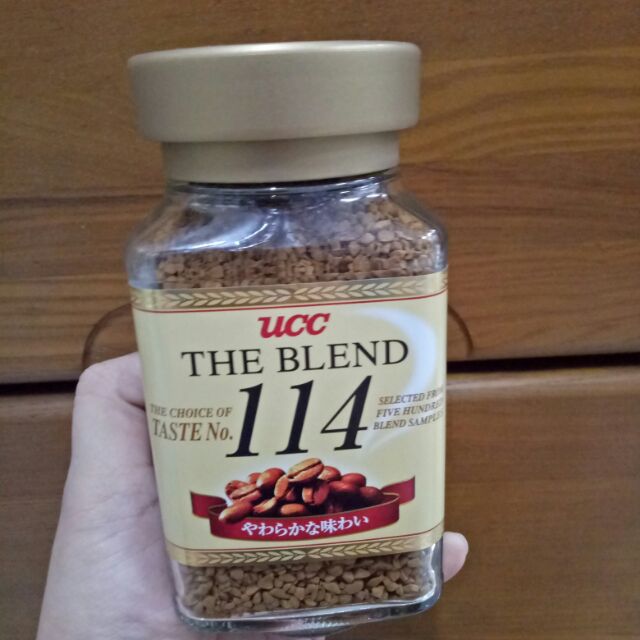 UCC
THE BLEND
114
THE CHOICE OF
TASTE No.
SELECTED FROM
FIVE HUNDRED
BLEND SAMPLES
やわらかな味わい